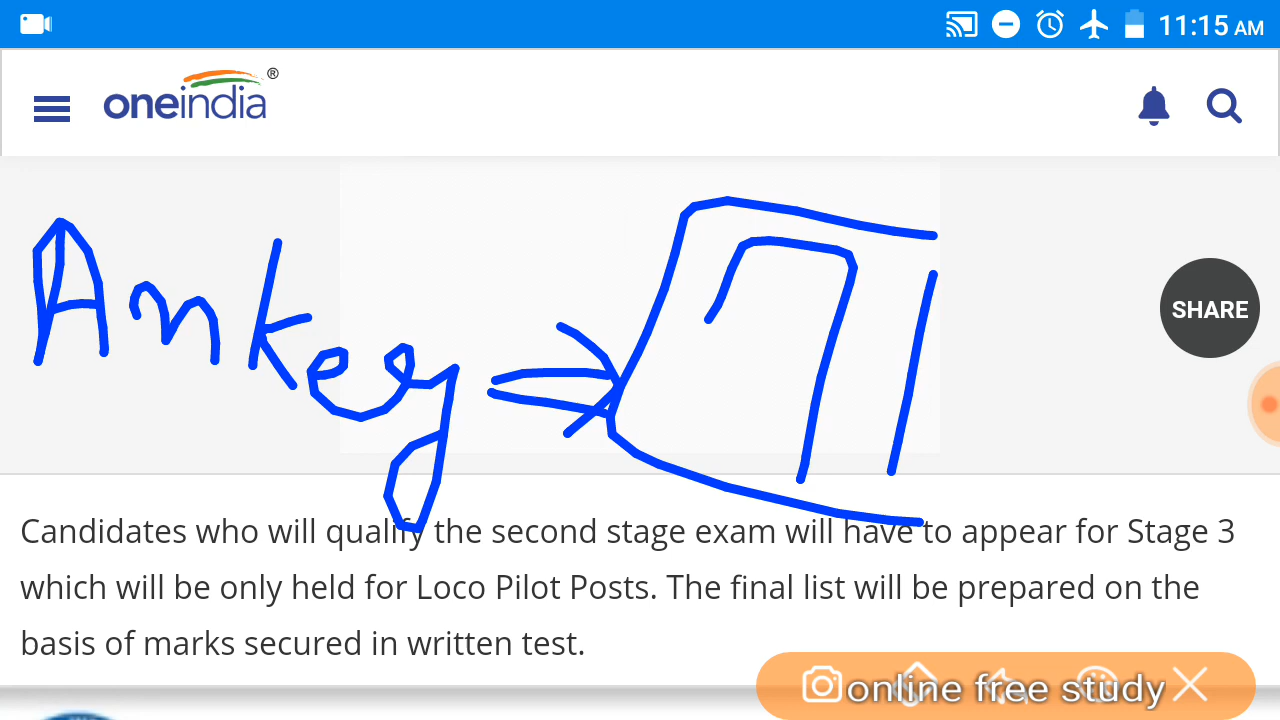 11:15 AM
oneindia®
Ankey
SHARE
Candidates who will qualify the second stage exam will have to appear for Stage 3
which will be only held for Loco Pilot Posts. The final list will be prepared on the
basis of marks secured in written test.
online free study